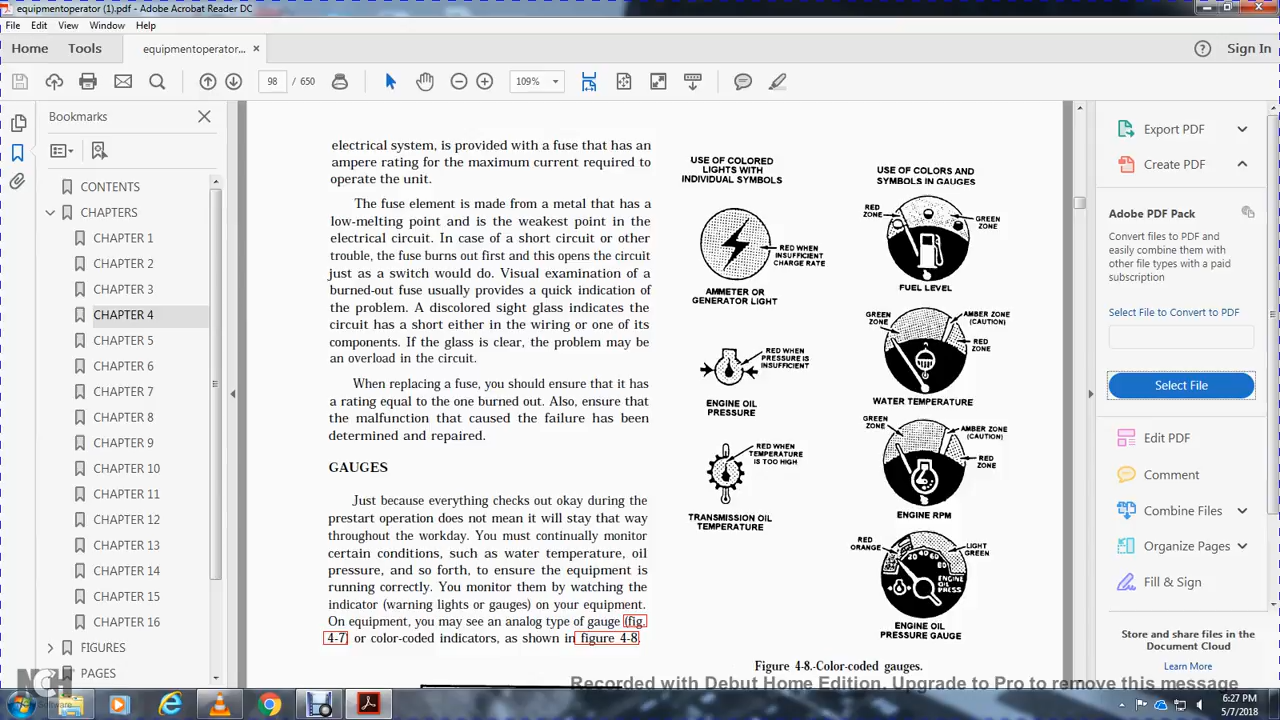 equipmentoperator (1).pdf - Adobe Acrobat Reader DC
File Edit View Window Help
Home Tools equipmentoperator... × Sign In
98 / 650 109%
Bookmarks
CONTENTS
CHAPTERS
CHAPTER 1
CHAPTER 2
CHAPTER 3
CHAPTER 4
CHAPTER 5
CHAPTER 6
CHAPTER 7
CHAPTER 8
CHAPTER 9
CHAPTER 10
CHAPTER 11
CHAPTER 12
CHAPTER 13
CHAPTER 14
CHAPTER 15
CHAPTER 16
FIGURES
PAGES
electrical system, is provided with a fuse that has an
ampere rating for the maximum current required to
operate the unit.
The fuse element is made from a metal that has a
low-melting point and is the weakest point in the
electrical circuit. In case of a short circuit or other
trouble, the fuse burns out first and this opens the circuit
just as a switch would do. Visual examination of a
burned-out fuse usually provides a quick indication of
the problem. A discolored sight glass indicates the
circuit has a short either in the wiring or one of its
components. If the glass is clear, the problem may be
an overload in the circuit.
When replacing a fuse, you should ensure that it has
a rating equal to the one burned out. Also, ensure that
the malfunction that caused the failure has been
determined and repaired.
GAUGES
Just because everything checks out okay during the
prestart operation does not mean it will stay that way
throughout the workday. You must continually monitor
certain conditions, such as water temperature, oil
pressure, and so forth, to ensure the equipment is
running correctly. You monitor them by watching the
indicator (warning lights or gauges) on your equipment.
On equipment, you may see an analog type of gauge (fig.
4-7) or color-coded indicators, as shown in figure 4-8.
USE OF COLORED
LIGHTS WITH
INDIVIDUAL SYMBOLS
RED WHEN
INSUFFICIENT
CHARGE RATE
AMMETER OR
GENERATOR LIGHT
RED WHEN
PRESSURE IS
INSUFFICIENT
ENGINE OIL
PRESSURE
RED WHEN
TEMPERATURE
IS TOO HIGH
TRANSMISSION OIL
TEMPERATURE
USE OF COLORS AND
SYMBOLS IN GAUGES
RED
ZONE
GREEN
ZONE
FUEL LEVEL
GREEN
ZONE
AMBER ZONE
(CAUTION)
RED
ZONE
WATER TEMPERATURE
GREEN
ZONE
AMBER ZONE
(CAUTION)
RED
ZONE
ENGINE RPM
RED
ORANGE
LIGHT
GREEN
20 40 60
80
ENGINE
OIL
PRESS
ENGINE OIL
PRESSURE GAUGE
Figure 4-8.-Color-coded gauges.
Export PDF
Create PDF
Adobe PDF Pack
Convert files to PDF and
easily combine them with
other file types with a paid
subscription
Select File to Convert to PDF
Select File
Edit PDF
Comment
Combine Files
Organize Pages
Fill & Sign
Store and share files in the
Document Cloud
Learn More
NCH
Software
Recorded with Debut Home Edition. Upgrade to Pro to remove this message
6:27 PM
5/7/2018